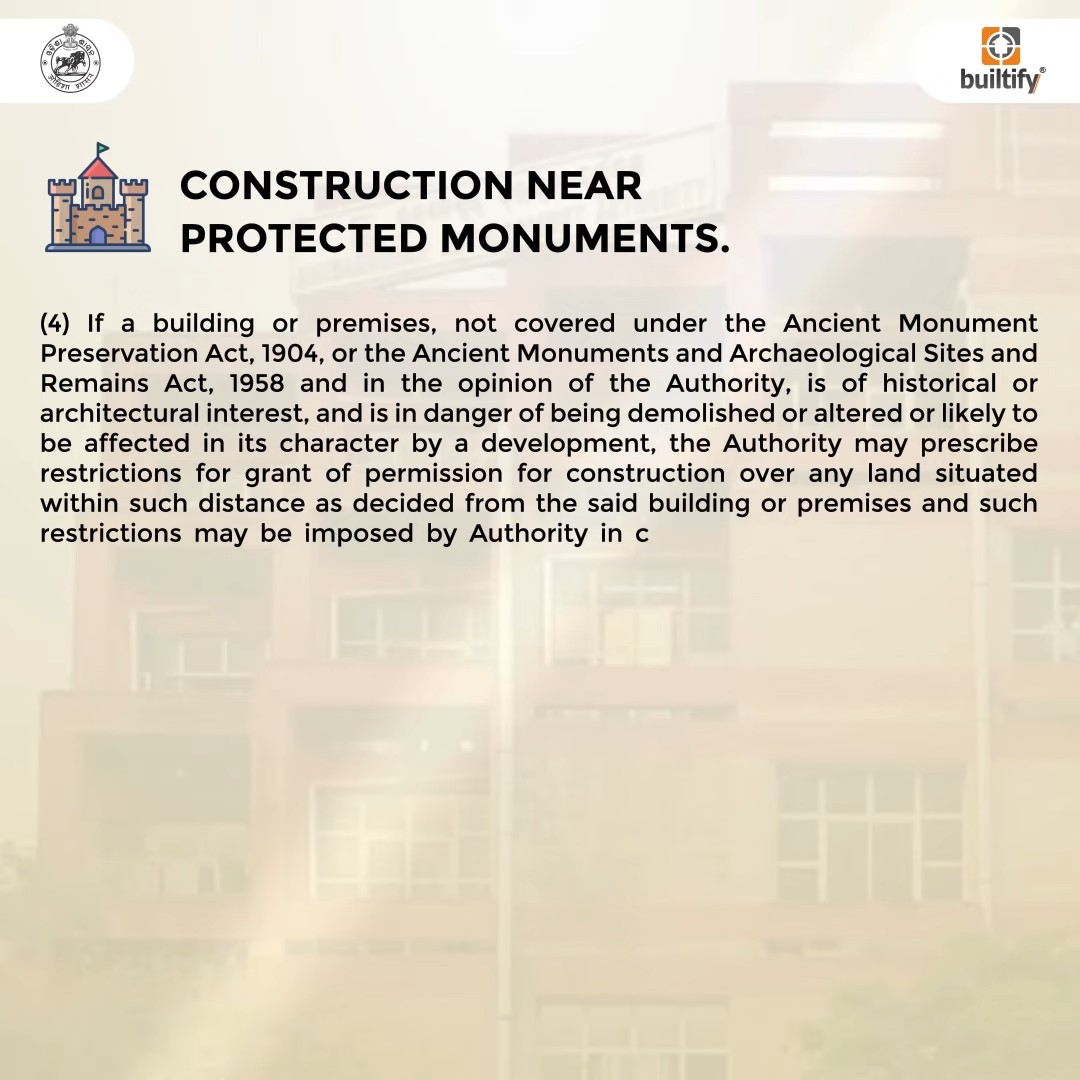 builtify®
CONSTRUCTION NEAR
PROTECTED MONUMENTS.
(4) If a building or premises, not covered under the Ancient Monument
Preservation Act, 1904, or the Ancient Monuments and Archaeological Sites and
Remains Act, 1958 and in the opinion of the Authority, is of historical or
architectural interest, and is in danger of being demolished or altered or likely to
be affected in its character by a development, the Authority may prescribe
restrictions for grant of permission for construction over any land situated
within such distance as decided from the said building or premises and such
restrictions may be imposed by Authority in c